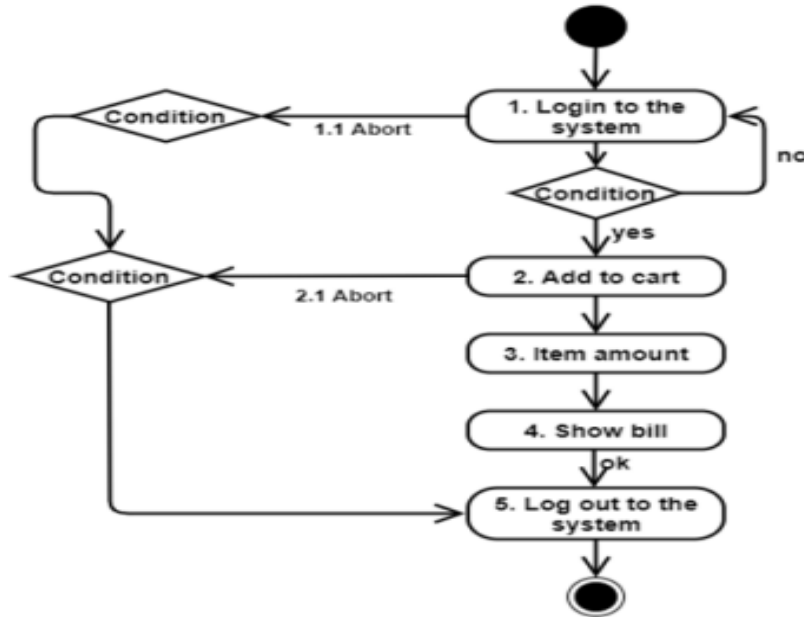 1. Login to the
system
Condition
1.1 Abort
no
Condition
yes
Condition
2. Add to cart
2.1 Abort
3. Item amount
4. Show bill
ok
5. Log out to the
system